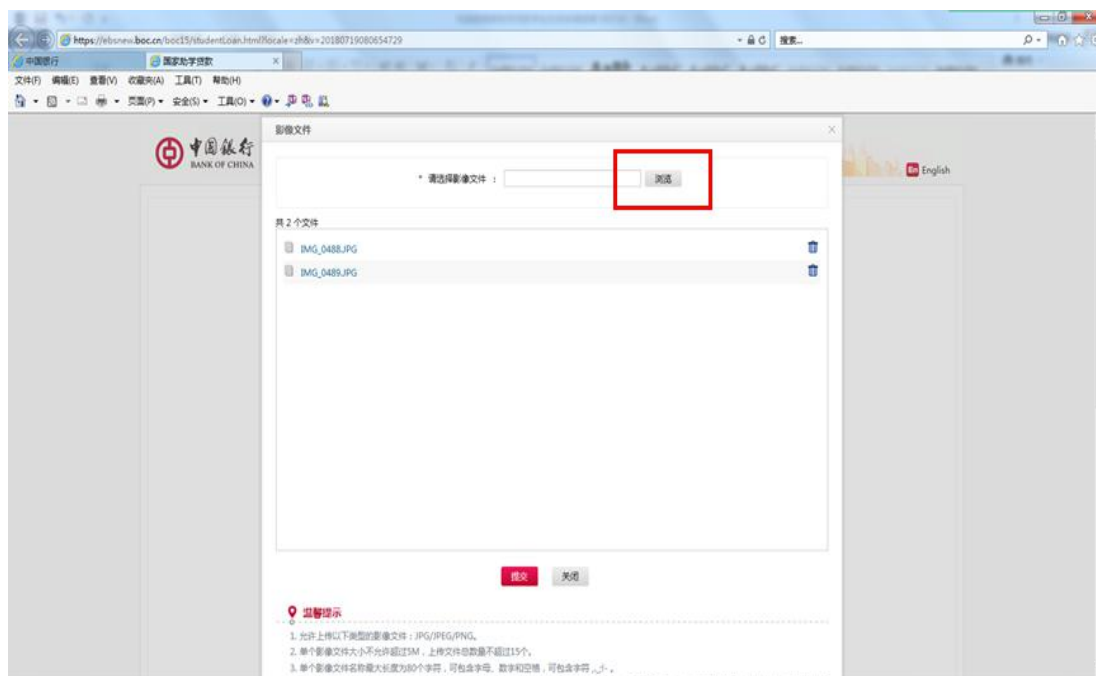 https://ebsnew.boc.cn/boc15/studentLoan.html?locale=zh&v=20180719080654729
搜索...
中国银行
国家助学贷款
文件(F) 编辑(E) 查看(V) 收藏夹(A) 工具(T) 帮助(H)
页面(P) 安全(S) 工具(O)
影像文件
中国银行
BANK OF CHINA
En English
* 请选择影像文件 :
浏览
共 2 个文件
IMG_0488.JPG
IMG_0489.JPG
提交 关闭
温馨提示
1. 允许上传以下类型的影像文件：JPG/JPEG/PNG。
2. 单个影像文件大小不允许超过5M，上传文件总数量不超过15个。
3. 单个影像文件名称最大长度为80个字符，可包含字母、数字和空格，可包含字符